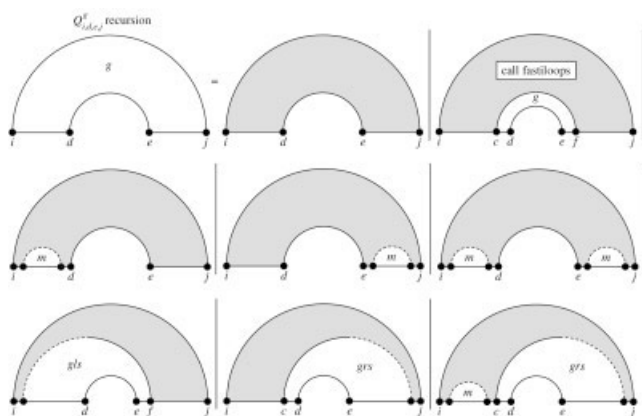 Q^g_{i,d,e,j} recursion
g
=
call fastiloops
g
i d e j
i d e j
i c d e f j
m
m
m
m
i d e j
i d e j
i d e j
gls
grs
m
grs
i d e f j
i c d e j
i c d e j